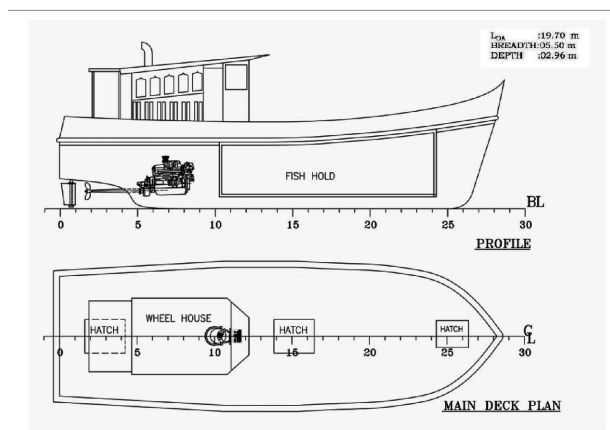 LOA :19.70 m
BREADTH:05.50 m
DEPTH :02.96 m
FISH HOLD
BL
0 5 10 15 20 25 30
PROFILE
WHEEL HOUSE
HATCH HATCH HATCH
CL
0 5 10 15 20 25 30
MAIN DECK PLAN